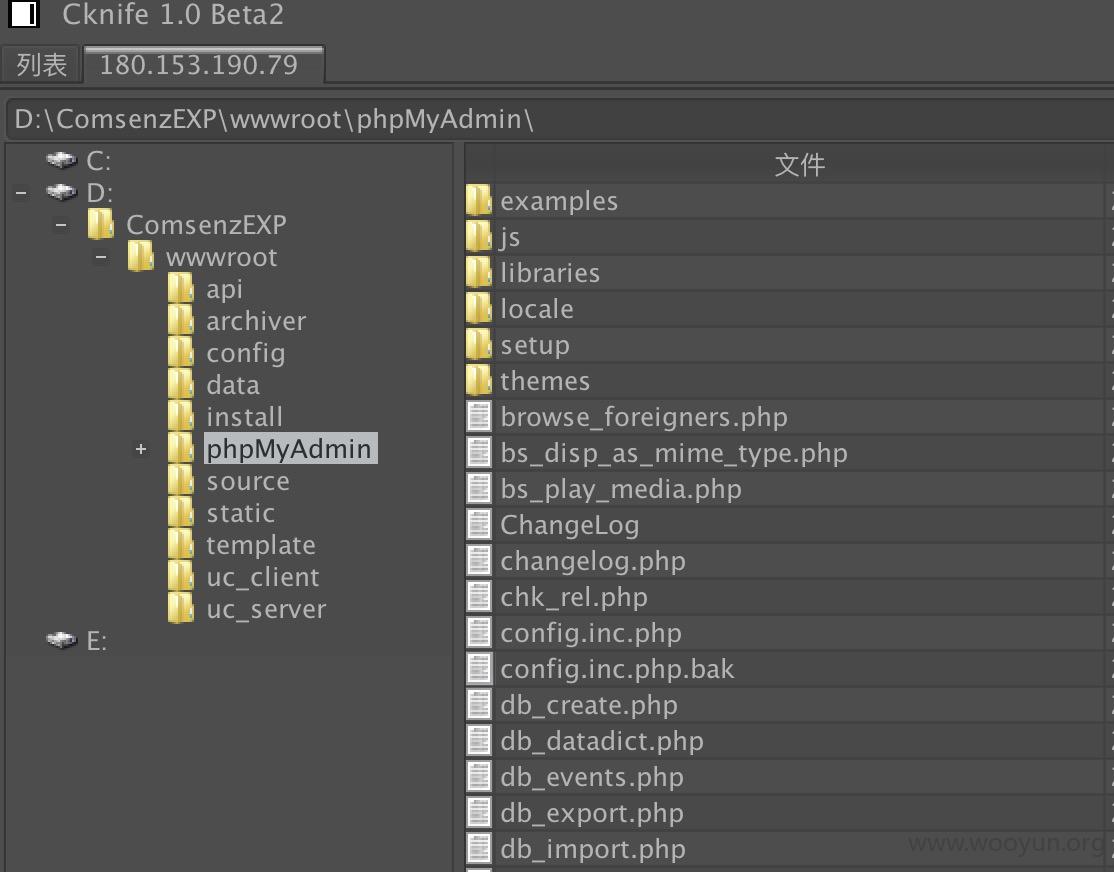 Cknife 1.0 Beta2
列表
180.153.190.79
D:\ComsenzEXP\wwwroot\phpMyAdmin\
C:
D:
ComsenzEXP
wwwroot
api
archiver
config
data
install
phpMyAdmin
source
static
template
uc_client
uc_server
E:
文件
examples
js
libraries
locale
setup
themes
browse_foreigners.php
bs_disp_as_mime_type.php
bs_play_media.php
ChangeLog
changelog.php
chk_rel.php
config.inc.php
config.inc.php.bak
db_create.php
db_datadict.php
db_events.php
db_export.php
db_import.php
www.wooyun.org